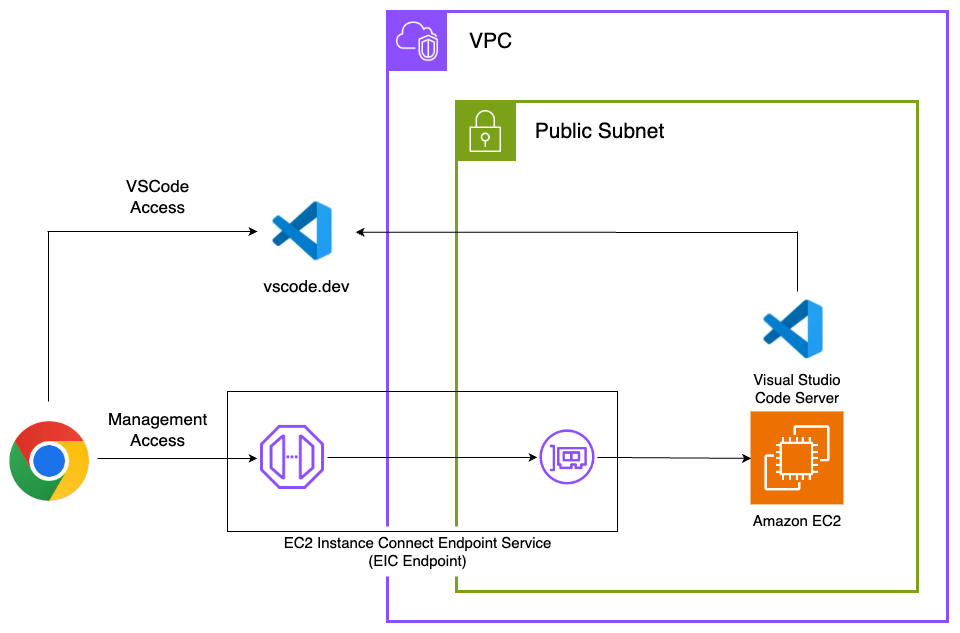 VPC
Public Subnet
VSCode
Access
vscode.dev
Visual Studio
Code Server
Management
Access
Amazon EC2
EC2 Instance Connect Endpoint Service
(EIC Endpoint)